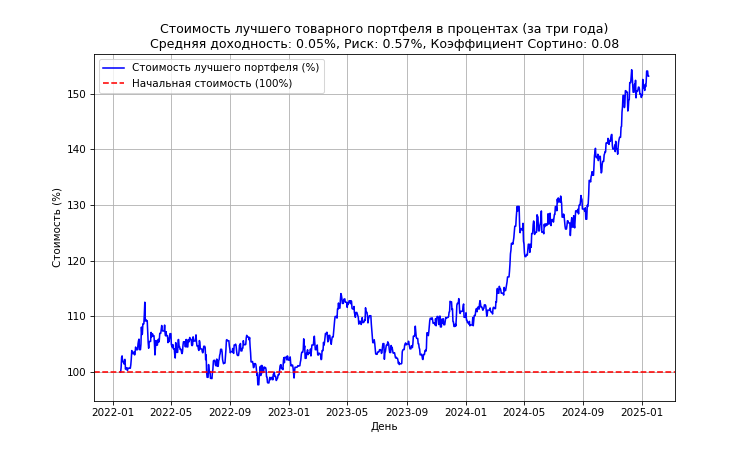 Стоимость лучшего товарного портфеля в процентах (за три года)
Средняя доходность: 0.05%, Риск: 0.57%, Коэффициент Сортино: 0.08
Стоимость лучшего портфеля (%)
Начальная стоимость (100%)
Стоимость (%)
150
140
130
120
110
100
2022-01 2022-05 2022-09 2023-01 2023-05 2023-09 2024-01 2024-05 2024-09 2025-01
День